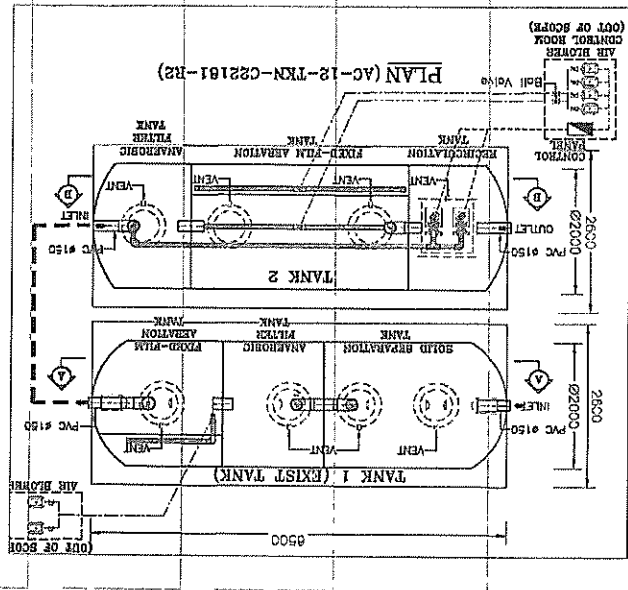 6500
(OUT OF SCOP
AIR BLOWE
TANK 1 (EXIST TANK)
VENT
VENT
VENT
PVC ø150
PVC ø150
INLET
2600
Ø2000
A
A
SOLID SEPARATION
TANK
ANAEROBIC
FILTER
TANK
FIXED-FILM
AERATION
TANK
TANK 2
PVC ø150
PVC ø150
OUTLET
INLET
2600
Ø2000
B
B
VENT
VENT
VENT
VENT
RECIRCULATION
TANK
FIXED-FILM AERATION
TANK
ANAEROBIC
FILTER
TANK
CONTROL
PANEL
Ball Valve
PLAN (AC-12-TKN-C22181-R2)
AIR BLOWER
CONTROL ROOM
(OUT OF SCOPE)